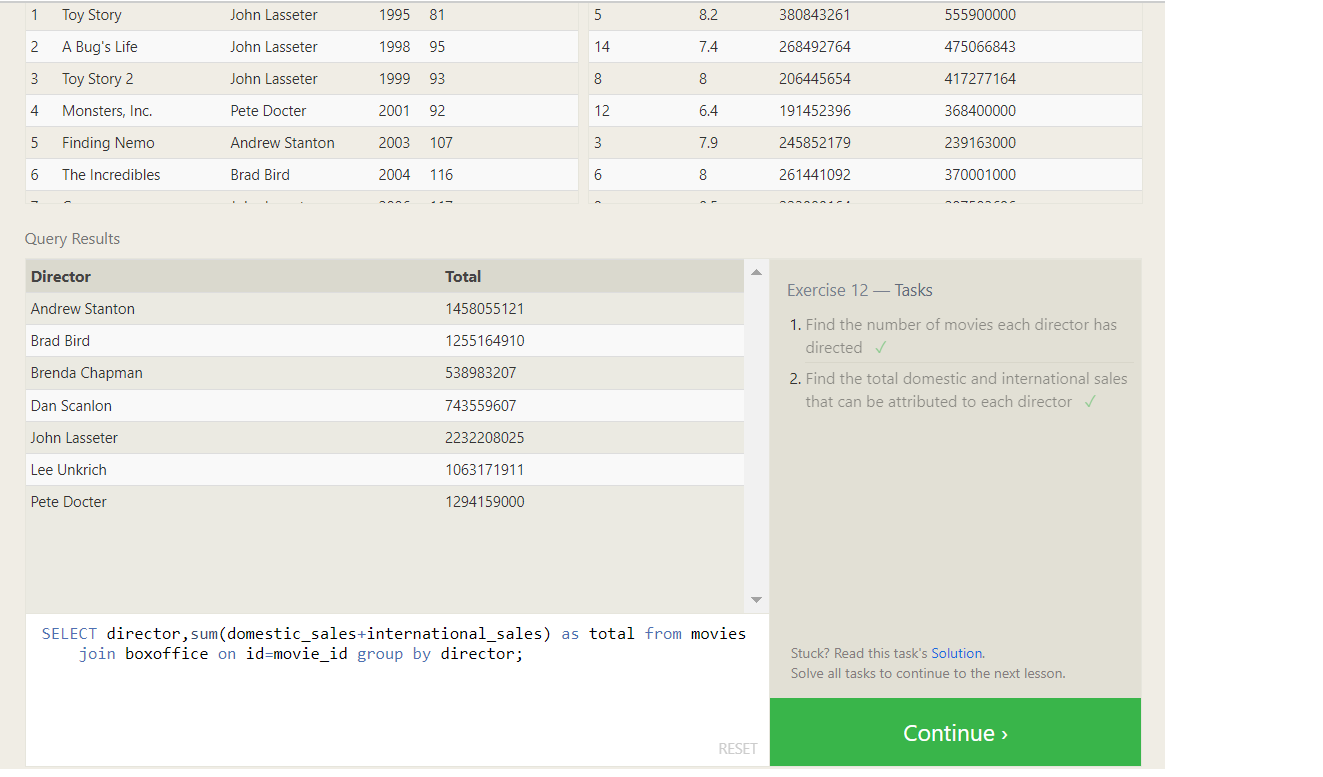 1 Toy Story John Lasseter 1995 81 5 8.2 380843261 555900000
2 A Bug's Life John Lasseter 1998 95 14 7.4 268492764 475066843
3 Toy Story 2 John Lasseter 1999 93 8 8 206445654 417277164
4 Monsters, Inc. Pete Docter 2001 92 12 6.4 191452396 368400000
5 Finding Nemo Andrew Stanton 2003 107 3 7.9 245852179 239163000
6 The Incredibles Brad Bird 2004 116 6 8 261441092 370001000
Query Results
Director Total
Andrew Stanton 1458055121
Brad Bird 1255164910
Brenda Chapman 538983207
Dan Scanlon 743559607
John Lasseter 2232208025
Lee Unkrich 1063171911
Pete Docter 1294159000
SELECT director,sum(domestic_sales+international_sales) as total from movies
join boxoffice on id=movie_id group by director;
RESET
Exercise 12 — Tasks
1. Find the number of movies each director has
directed ✓
2. Find the total domestic and international sales
that can be attributed to each director ✓
Stuck? Read this task's Solution.
Solve all tasks to continue to the next lesson.
Continue ›